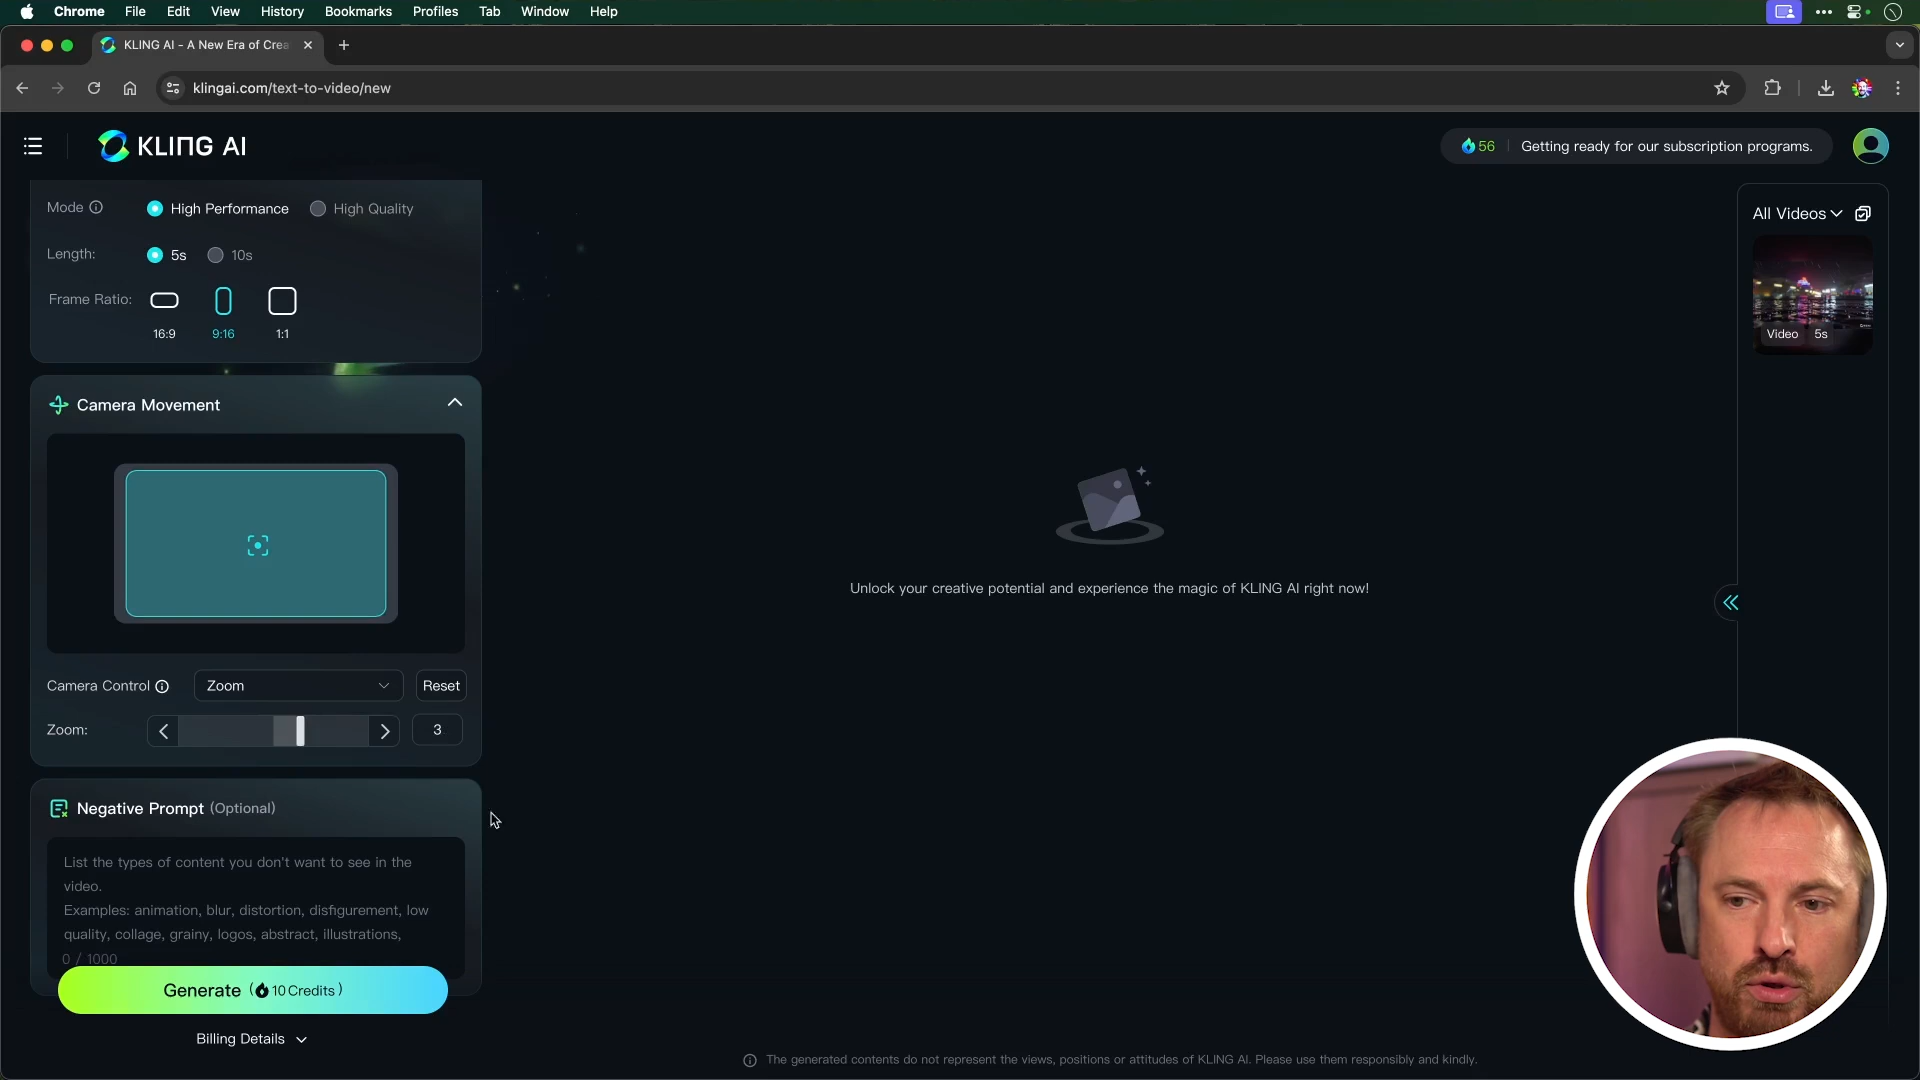 Chrome File Edit View History Bookmarks Profiles Tab Window Help
KLING AI - A New Era of Crea
klingai.com/text-to-video/new
KLING AI
56 Getting ready for our subscription programs.
Mode High Performance High Quality
Length: 5s 10s
Frame Ratio:
16:9 9:16 1:1
All Videos
Video 5s
Camera Movement
Unlock your creative potential and experience the magic of KLING AI right now!
Camera Control Zoom Reset
Zoom: 3
Negative Prompt (Optional)
List the types of content you don't want to see in the
video.
Examples: animation, blur, distortion, disfigurement, low
quality, collage, grainy, logos, abstract, illustrations,
0 / 1000
Generate ( 10 Credits )
Billing Details
The generated contents do not represent the views, positions or attitudes of KLING AI. Please use them responsibly and kindly.